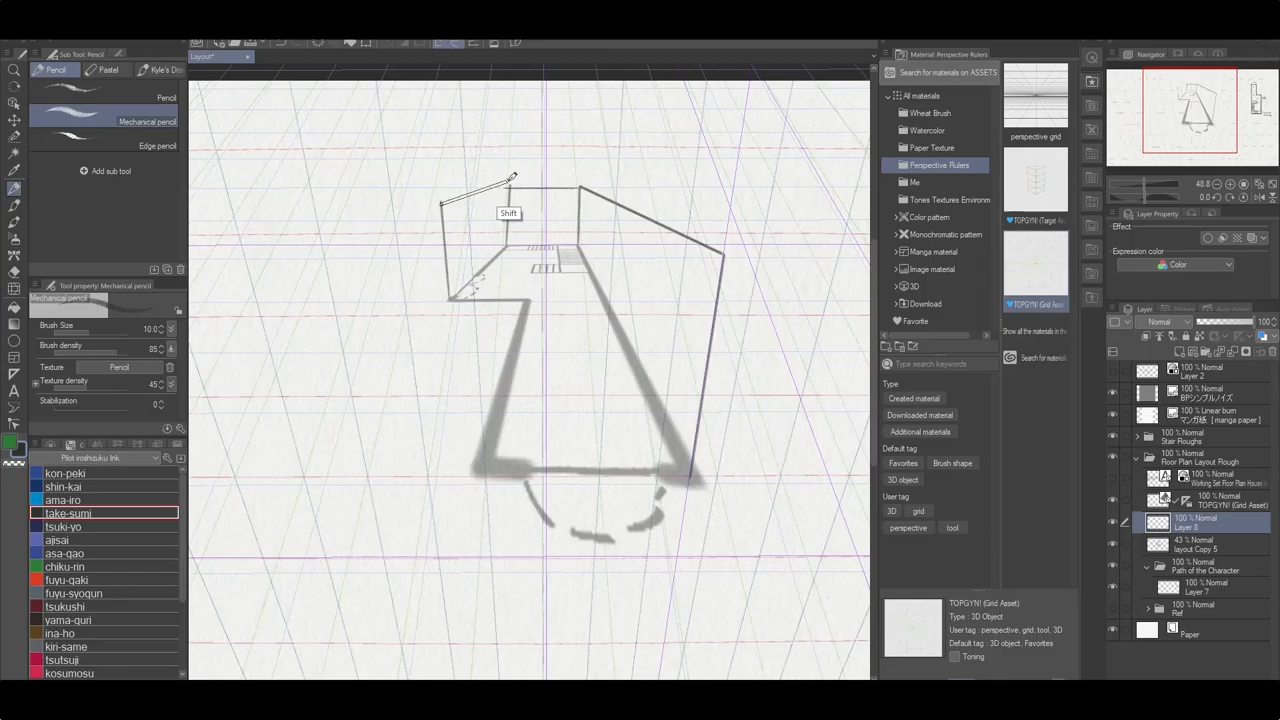 Sub Tool: Pencil
Pencil
Pastel
Kyle's Dra
Pencil
Mechanical pencil
Edge pencil
Add sub tool
Tool property: Mechanical pencil
Mechanical pencil
Brush Size 10.0
Brush density 85
Texture Pencil
Texture density 45
Stabilization 0
Pilot iroshizuku Ink
kon-peki
shin-kai
ama-iro
take-sumi
tsuki-yo
ajisai
asa-gao
chiku-rin
fuyu-gaki
fuyu-syogun
tsukushi
yama-guri
ina-ho
kiri-same
tsutsuji
kosumosu
Layout*
Shift
Material: Perspective Rulers
Search for materials on ASSETS
All materials
Wheat Brush
Watercolor
Paper Texture
Perspective Rulers
Me
Tones Textures Environm
Color pattern
Monochromatic pattern
Manga material
Image material
3D
Download
Favorite
Type search keywords
Type
Created material
Downloaded material
Additional materials
Default tag
Favorites
Brush shape
3D object
User tag
3D
grid
perspective
tool
perspective grid
TOPGYN! (Target As
TOPGYN! (Grid Asset)
Show all the materials in the
Search for materials
TOPGYN! (Grid Asset)
Type : 3D Object
User tag : perspective, grid, tool, 3D
Default tag : 3D object, Favorites
Toning
Navigator
48.8
Layer Property
Effect
Expression color
Color
Layer
Normal 100
100 % Normal
Layer 2
100 % Normal
BPシンプルノイズ
100 % Linear burn
マンガ紙 [ manga paper ]
100 % Normal
Stair Roughs
100 % Normal
Floor Plan Layout Rough
100 % Normal
Working Set Floor Plan House
100 % Normal
TOPGYN! (Grid Asset)
100 % Normal
Layer 8
43 % Normal
layout Copy 5
100 % Normal
Path of the Character
100 % Normal
Layer 7
100 % Normal
Ref
Paper